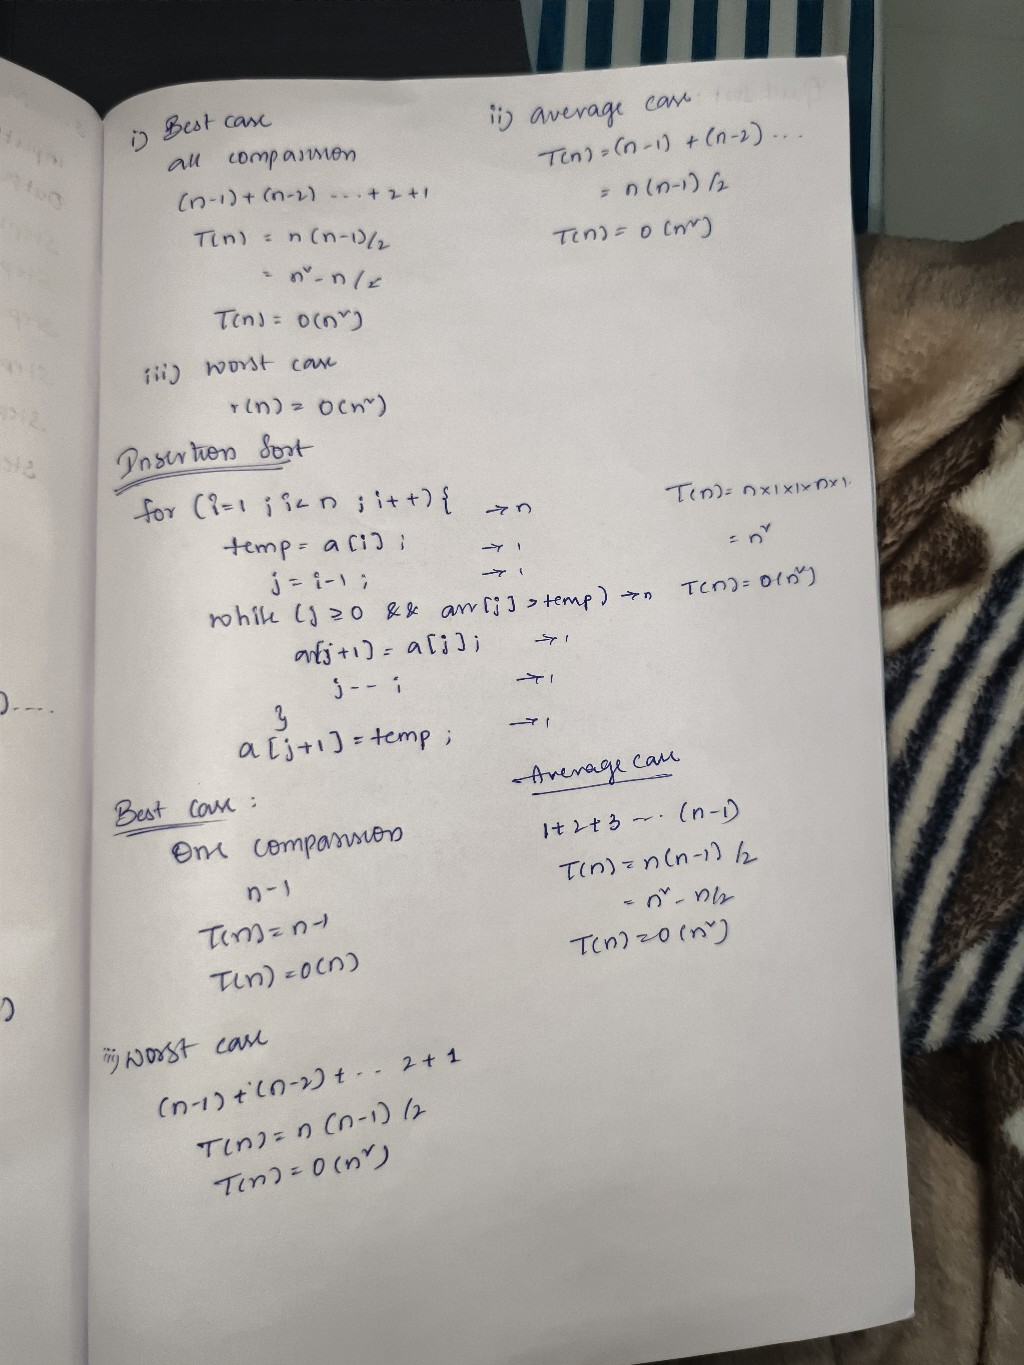 i) Best case
all comparision
(n-1)+(n-2) ...+2+1
T(n) = n(n-1)/2
= n² - n/2
T(n) = O(n²)
ii) average case
T(n) = (n-1) + (n-2) ...
= n(n-1)/2
T(n) = O(n²)
iii) worst case
r(n) = O(n²)
Insertion Sort
for (i=1 ; i<n ; i++) { → n
temp = a[i] ; → 1
j = i-1 ; → 1
while (j ≥ 0 && arr[j] > temp) → n
a[j+1] = a[j] ; → 1
j-- ; → 1
}
a[j+1] = temp ; → 1
T(n) = n×1×1×n×1
= n²
T(n) = O(n²)
Best case :
One comparision
n-1
T(n) = n-1
T(n) = O(n)
Average case
1+2+3 ... (n-1)
T(n) = n(n-1)/2
= n² - n/2
T(n) = O(n²)
iii) worst case
(n-1) + (n-2) + .. 2 + 1
T(n) = n(n-1)/2
T(n) = O(n²)